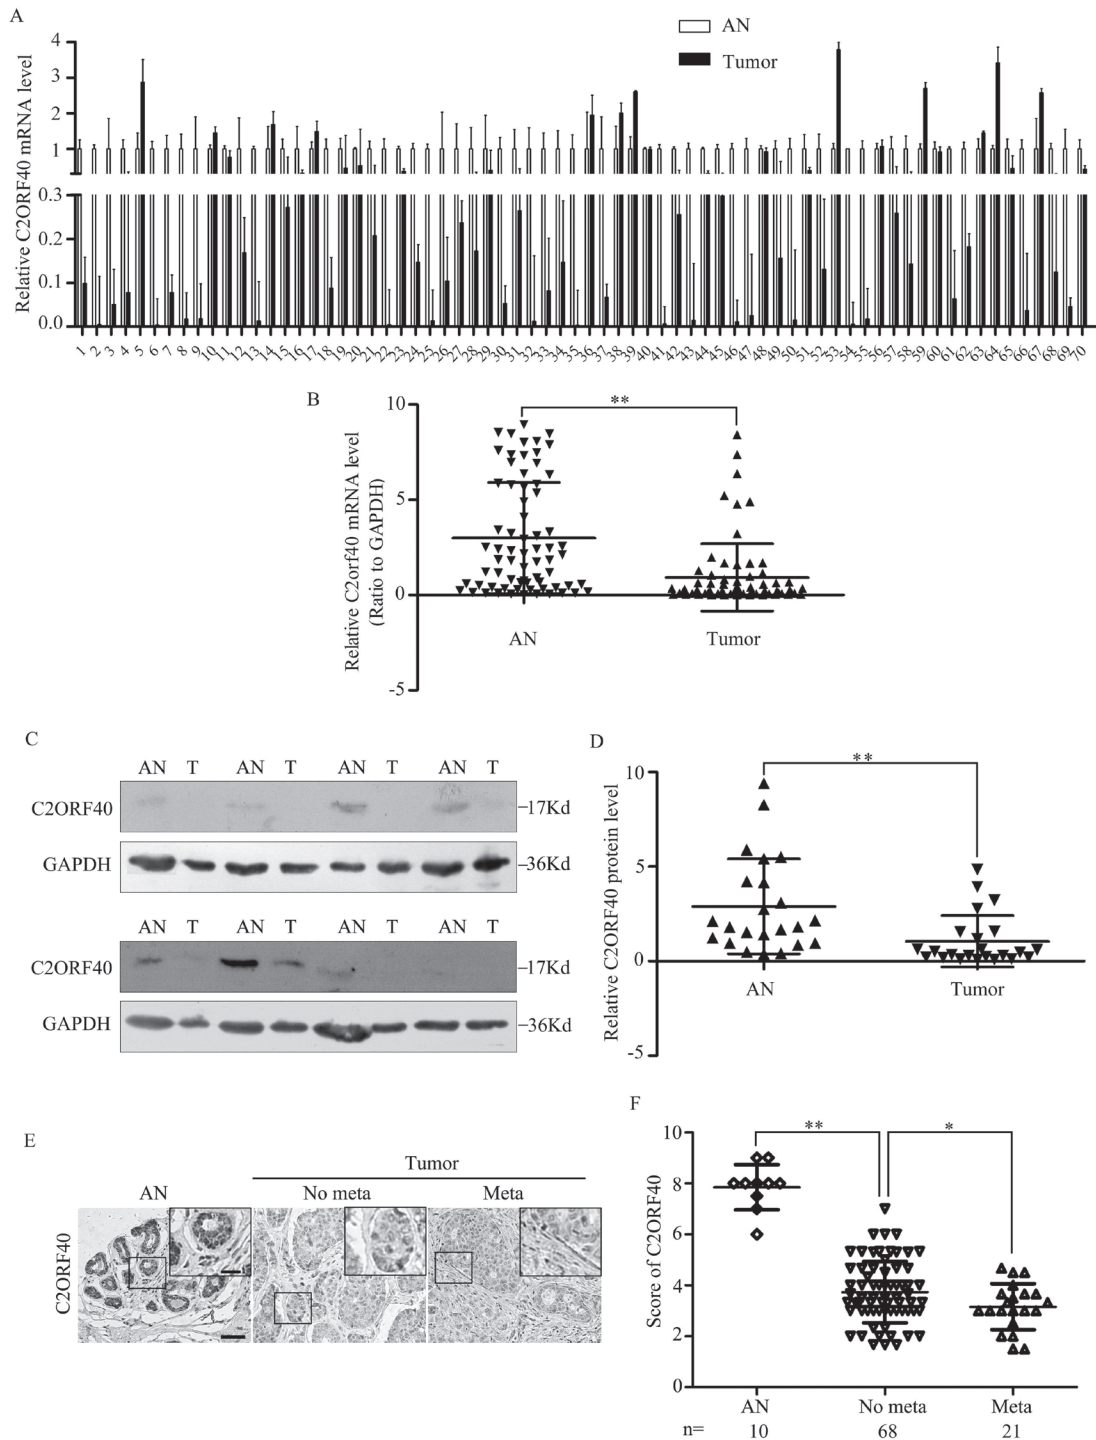 A
AN
Tumor
Relative C2ORF40 mRNA level
4
3
2
1
0.3
0.2
0.1
0.0
1 2 3 4 5 6 7 8 9 10 11 12 13 14 15 16 17 18 19 20 21 22 23 24 25 26 27 28 29 30 31 32 33 34 35 36 37 38 39 40 41 42 43 44 45 46 47 48 49 50 51 52 53 54 55 56 57 58 59 60 61 62 63 64 65 66 67 68 69 70
B
Relative C2orf40 mRNA level
(Ratio to GAPDH)
10
5
0
-5
**
AN Tumor
C
AN T AN T AN T AN T
C2ORF40 –17Kd
GAPDH –36Kd
AN T AN T AN T AN T
C2ORF40 –17Kd
GAPDH –36Kd
D
Relative C2ORF40 protein level
10
5
0
-5
**
AN Tumor
E
Tumor
AN No meta Meta
C2ORF40
F
Score of C2ORF40
10
8
6
4
2
0
** *
AN No meta Meta
n= 10 68 21